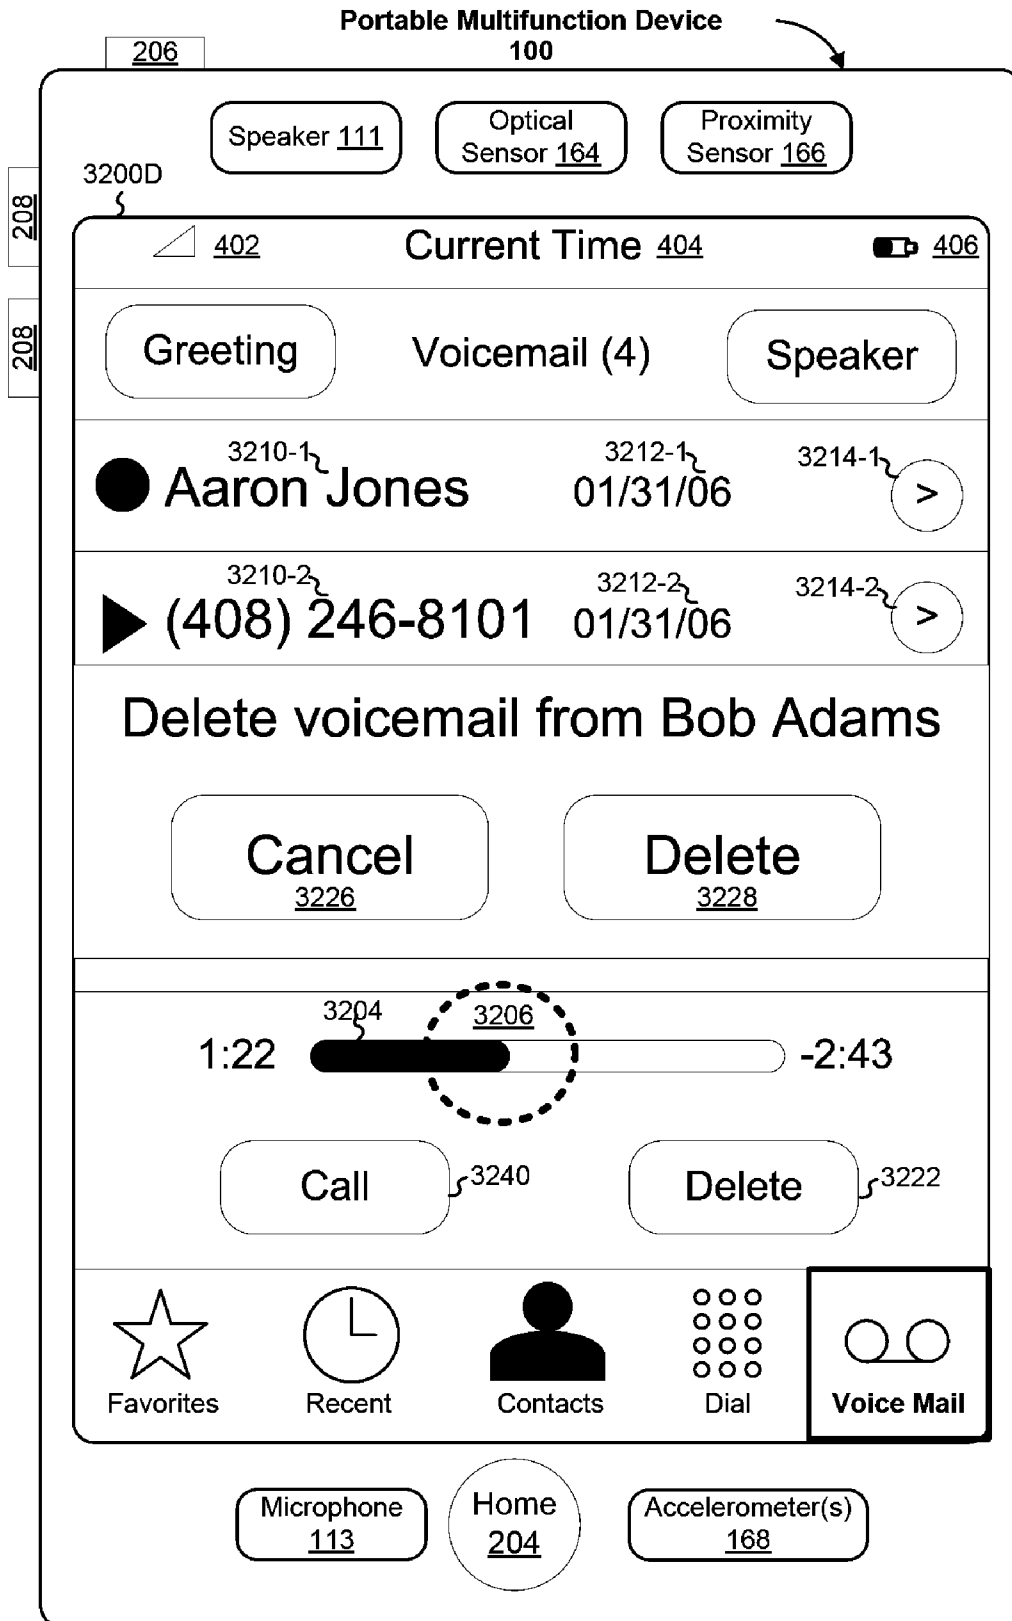 Portable Multifunction Device
100
206
Speaker 111
Optical
Sensor 164
Proximity
Sensor 166
3200D
208
208
402
Current Time 404
406
Greeting
Voicemail (4)
Speaker
3210-1
3212-1
3214-1
Aaron Jones
01/31/06
>
3210-2
3212-2
3214-2
(408) 246-8101
01/31/06
>
Delete voicemail from Bob Adams
Cancel
3226
Delete
3228
3204
3206
1:22
-2:43
Call
3240
Delete
3222
Favorites
Recent
Contacts
Dial
Voice Mail
Microphone
113
Home
204
Accelerometer(s)
168